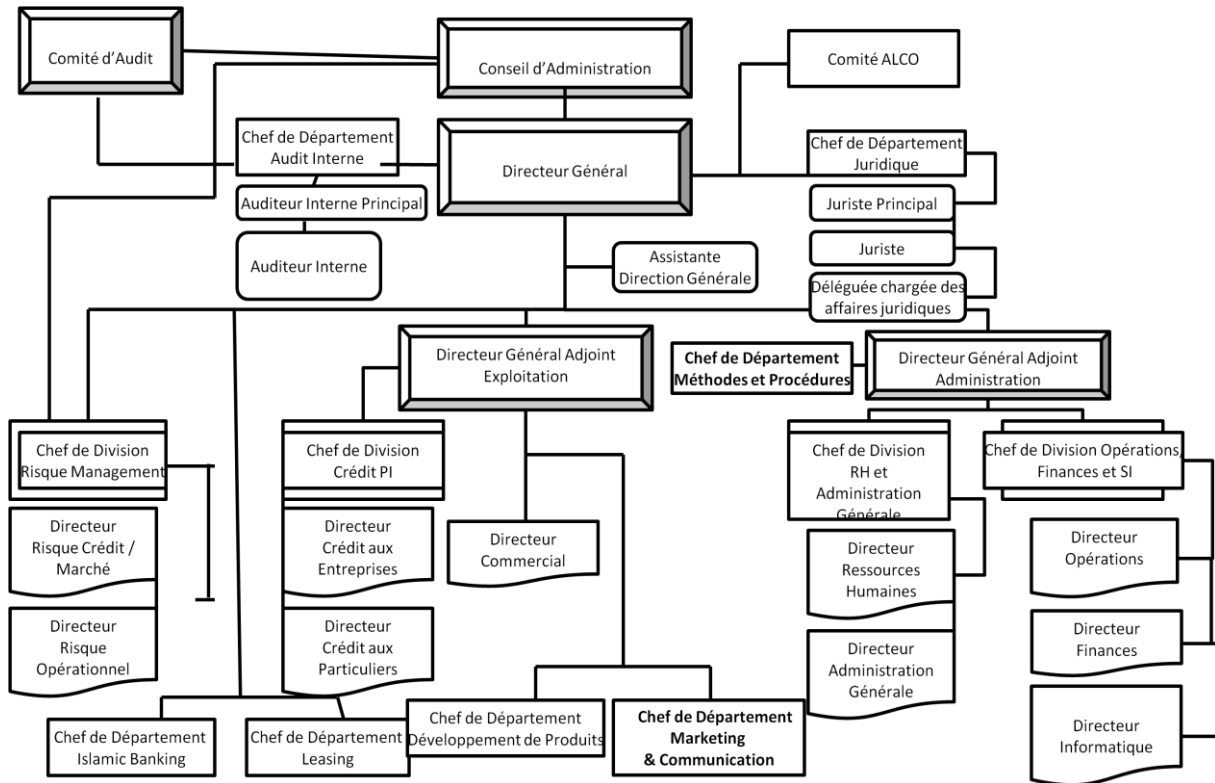 Comité d'Audit
Conseil d'Administration
Comité ALCO
Chef de Département
Audit Interne
Directeur Général
Chef de Département
Juridique
Auditeur Interne Principal
Juriste Principal
Auditeur Interne
Assistante
Direction Générale
Juriste
Déléguée chargée des
affaires juridiques
Directeur Général Adjoint
Exploitation
Chef de Département
Méthodes et Procédures
Directeur Général Adjoint
Administration
Chef de Division
Risque Management
Chef de Division
Crédit PI
Chef de Division
RH et
Administration
Générale
Chef de Division Opérations,
Finances et SI
Directeur
Risque Crédit /
Marché
Directeur
Crédit aux
Entreprises
Directeur
Commercial
Directeur
Ressources
Humaines
Directeur
Opérations
Directeur
Risque
Opérationnel
Directeur
Crédit aux
Particuliers
Directeur
Administration
Générale
Directeur
Finances
Chef de Département
Islamic Banking
Chef de Département
Leasing
Chef de Département
Développement de Produits
Chef de Département
Marketing
& Communication
Directeur
Informatique